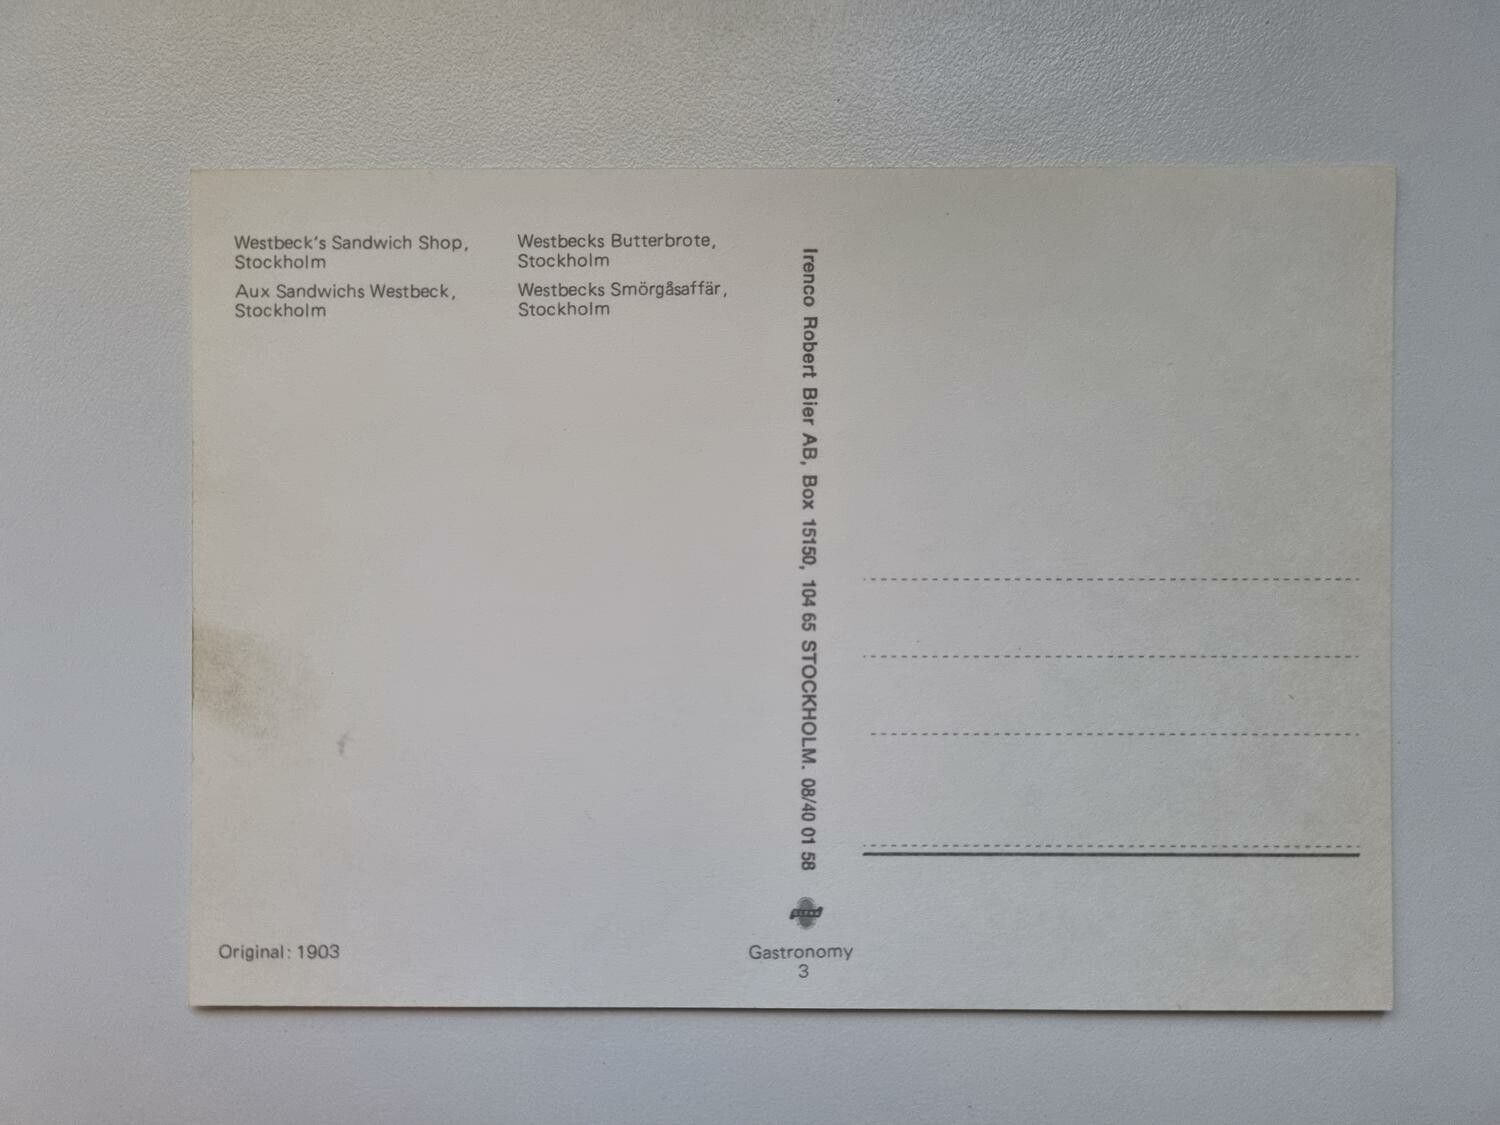 Westbeck's Sandwich Shop,
Stockholm
Aux Sandwichs Westbeck,
Stockholm
Westbecks Butterbrote,
Stockholm
Westbecks Smörgåsaffär,
Stockholm
Irenco Robert Bier AB, Box 15150, 104 65 STOCKHOLM. 08/40 01 58
Original: 1903
Gastronomy
3